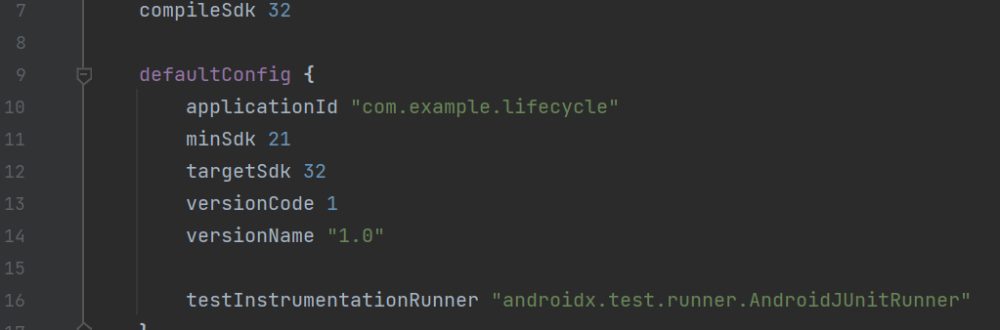 7 compileSdk 32
8
9 defaultConfig {
10 applicationId "com.example.lifecycle"
11 minSdk 21
12 targetSdk 32
13 versionCode 1
14 versionName "1.0"
15
16 testInstrumentationRunner "androidx.test.runner.AndroidJUnitRunner"
17 }